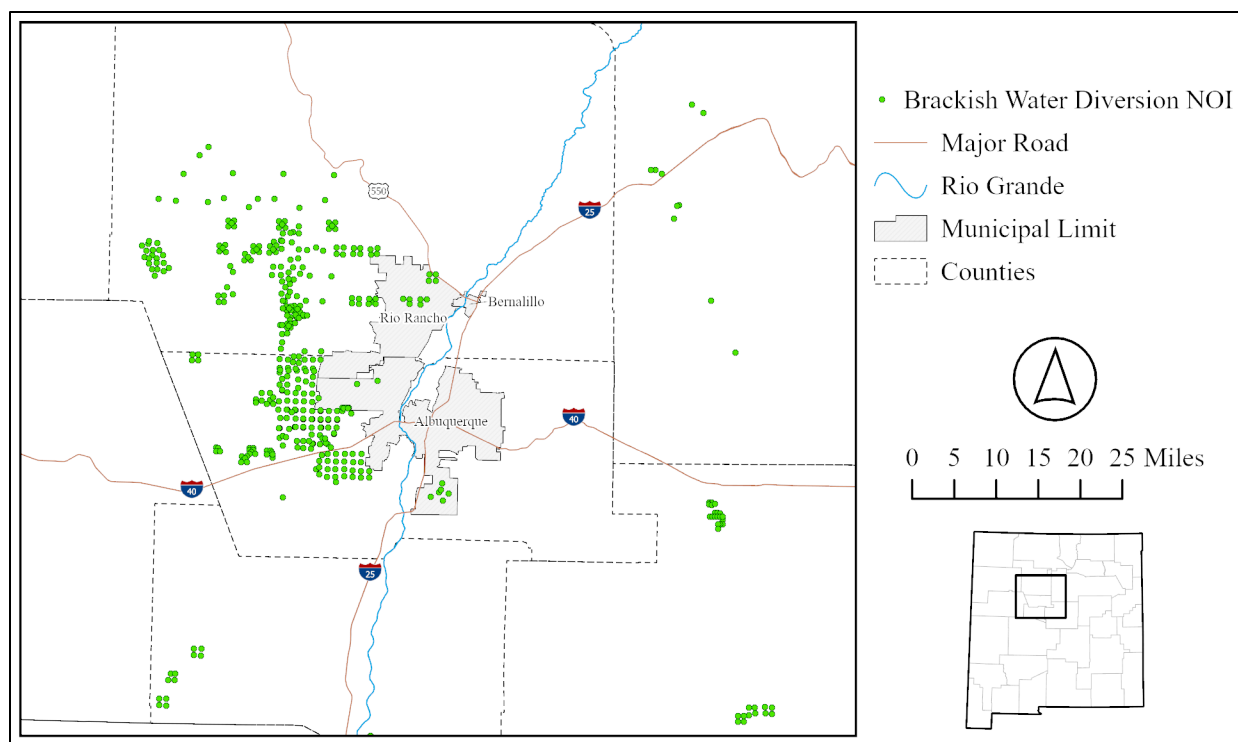 550
25
Bernalillo
Rio Rancho
Albuquerque
40
40
25
Brackish Water Diversion NOI
Major Road
Rio Grande
Municipal Limit
Counties
0 5 10 15 20 25 Miles